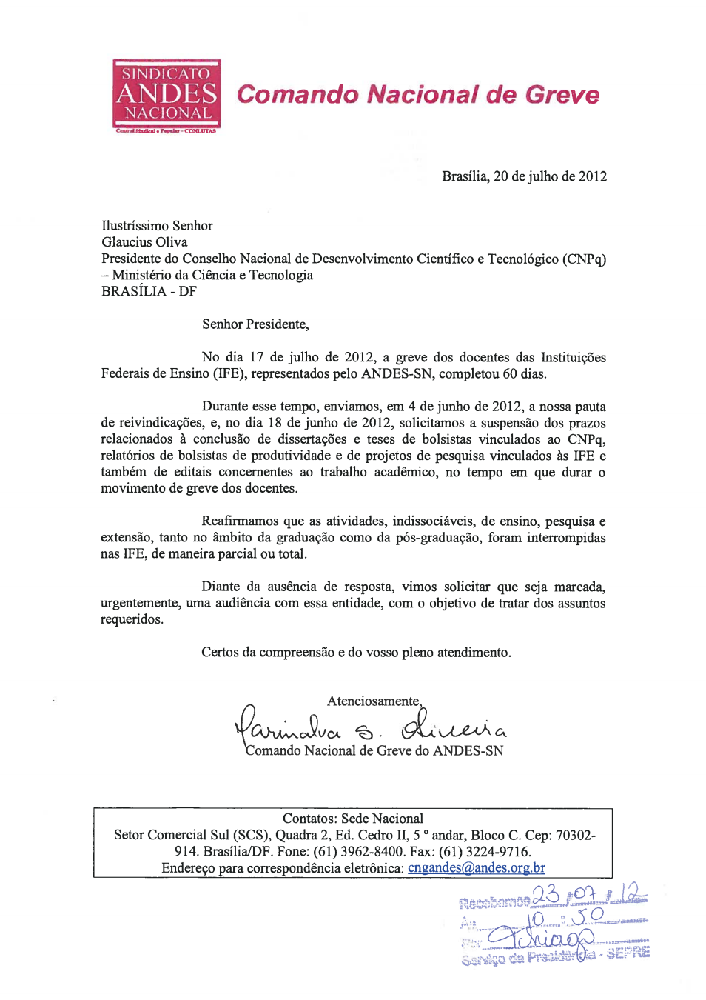 SINDICATO
ANDES
NACIONAL
Central Sindical e Popular - CONLUTAS
Comando Nacional de Greve
Brasília, 20 de julho de 2012
Ilustríssimo Senhor
Glaucius Oliva
Presidente do Conselho Nacional de Desenvolvimento Científico e Tecnológico (CNPq)
– Ministério da Ciência e Tecnologia
BRASÍLIA - DF
Senhor Presidente,
No dia 17 de julho de 2012, a greve dos docentes das Instituições
Federais de Ensino (IFE), representados pelo ANDES-SN, completou 60 dias.
Durante esse tempo, enviamos, em 4 de junho de 2012, a nossa pauta
de reivindicações, e, no dia 18 de junho de 2012, solicitamos a suspensão dos prazos
relacionados à conclusão de dissertações e teses de bolsistas vinculados ao CNPq,
relatórios de bolsistas de produtividade e de projetos de pesquisa vinculados às IFE e
também de editais concernentes ao trabalho acadêmico, no tempo em que durar o
movimento de greve dos docentes.
Reafirmamos que as atividades, indissociáveis, de ensino, pesquisa e
extensão, tanto no âmbito da graduação como da pós-graduação, foram interrompidas
nas IFE, de maneira parcial ou total.
Diante da ausência de resposta, vimos solicitar que seja marcada,
urgentemente, uma audiência com essa entidade, com o objetivo de tratar dos assuntos
requeridos.
Certos da compreensão e do vosso pleno atendimento.
Atenciosamente,
Marinalva S. Oliveira
Comando Nacional de Greve do ANDES-SN
Contatos: Sede Nacional
Setor Comercial Sul (SCS), Quadra 2, Ed. Cedro II, 5 º andar, Bloco C. Cep: 70302-
914. Brasília/DF. Fone: (61) 3962-8400. Fax: (61) 3224-9716.
Endereço para correspondência eletrônica: cngandes@andes.org.br
Recebemos 23 / 07 / 12
Às 10 : 50
Por Thiago
Serviço da Presidência - SEPRE